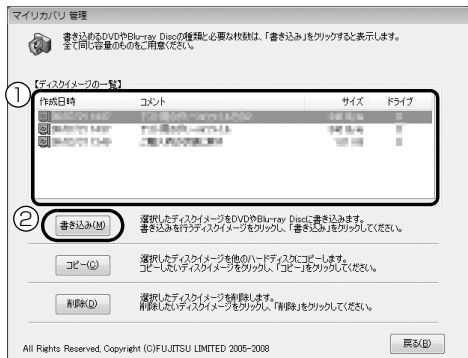 マイリカバリ 管理
書き込めるDVDやBlu-ray Discの種類と必要な枚数は、「書き込み」をクリックすると表示します。
全て同じ容量のものをご用意ください。
【ディスクイメージの一覧】
①
作成日時 コメント サイズ ドライブ
②
書き込み(M)
選択したディスクイメージをDVDやBlu-ray Discに書き込みます。
書き込みを行うディスクイメージをクリックし、「書き込み」をクリックしてください。
コピー(C)
選択したディスクイメージを他のハードディスクにコピーします。
コピーしたいディスクイメージをクリックし、「コピー」をクリックしてください。
削除(D)
選択したディスクイメージを削除します。
削除したいディスクイメージをクリックし、「削除」をクリックしてください。
All Rights Reserved, Copyright (C)FUJITSU LIMITED 2005-2008
戻る(B)